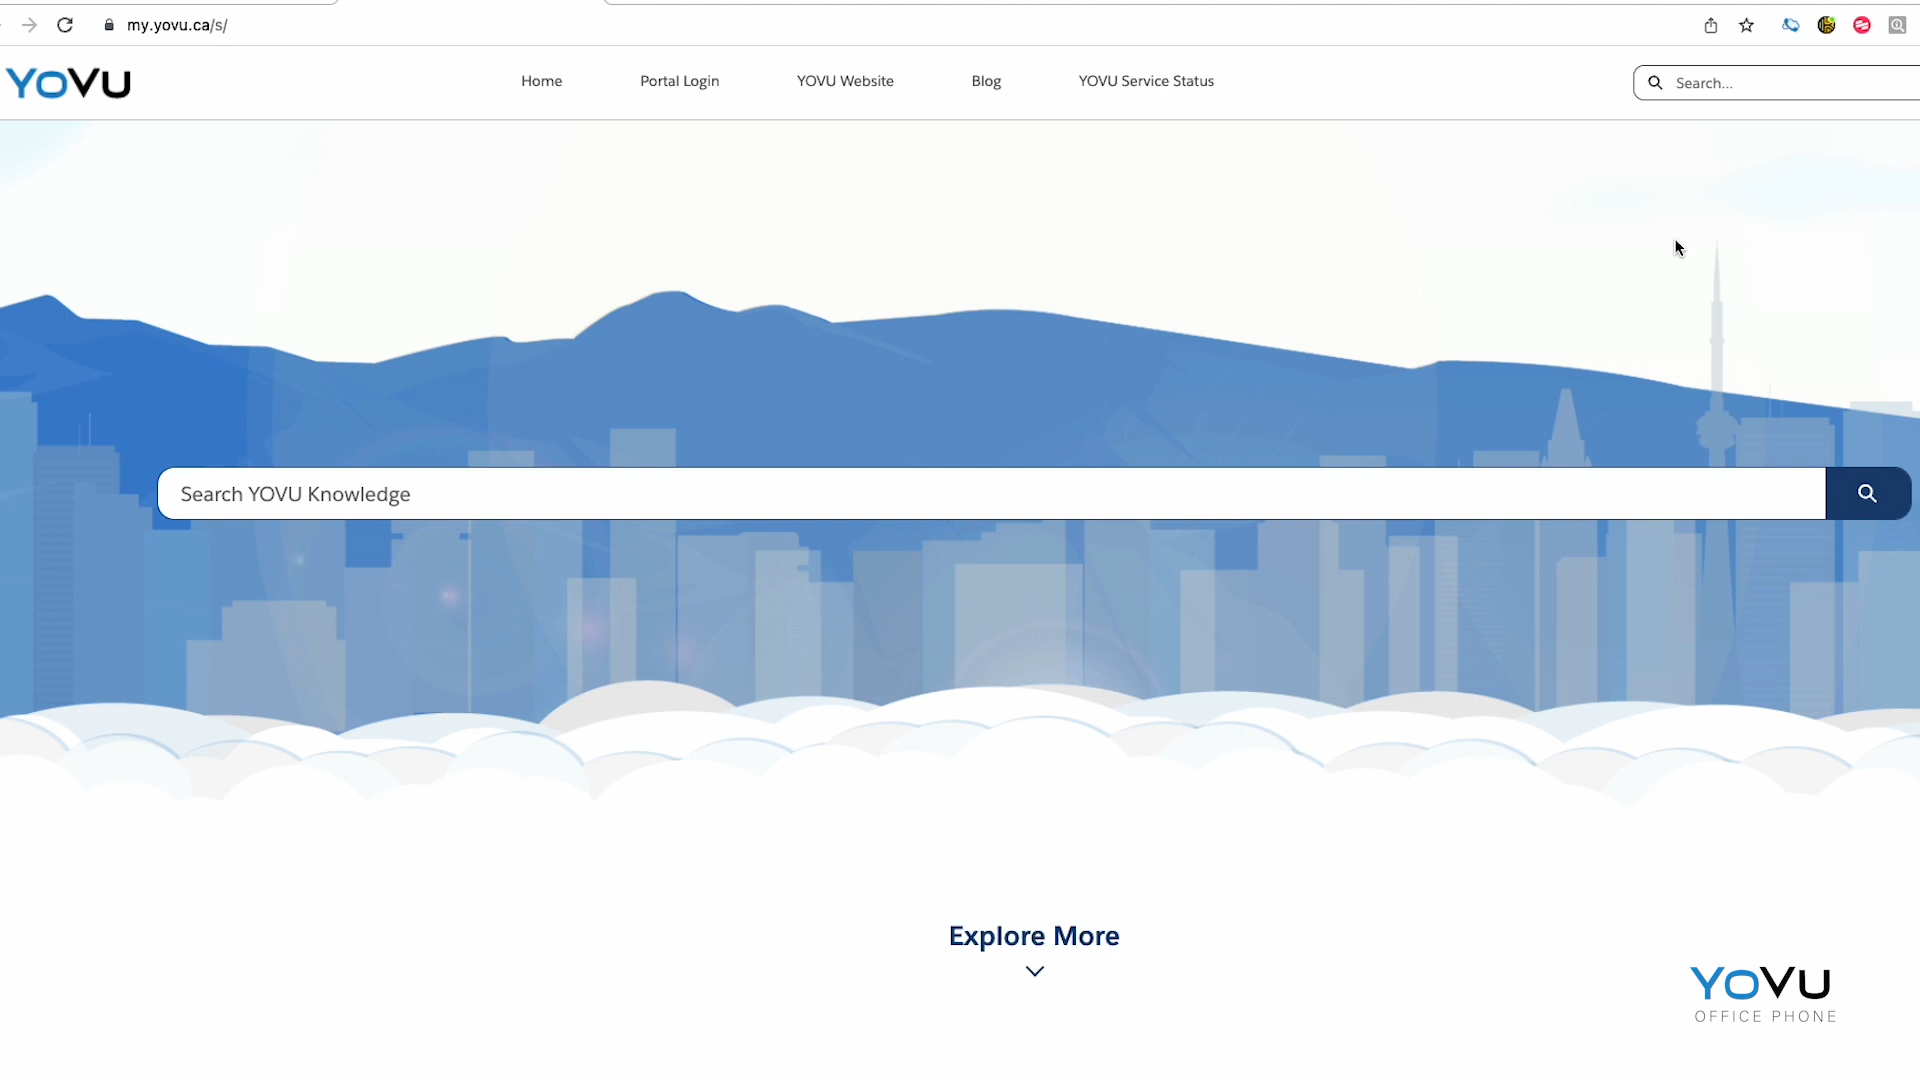 my.yovu.ca/s/
YOVU
Home
Portal Login
YOVU Website
Blog
YOVU Service Status
Search...
Search YOVU Knowledge
Explore More
YOVU
OFFICE PHONE